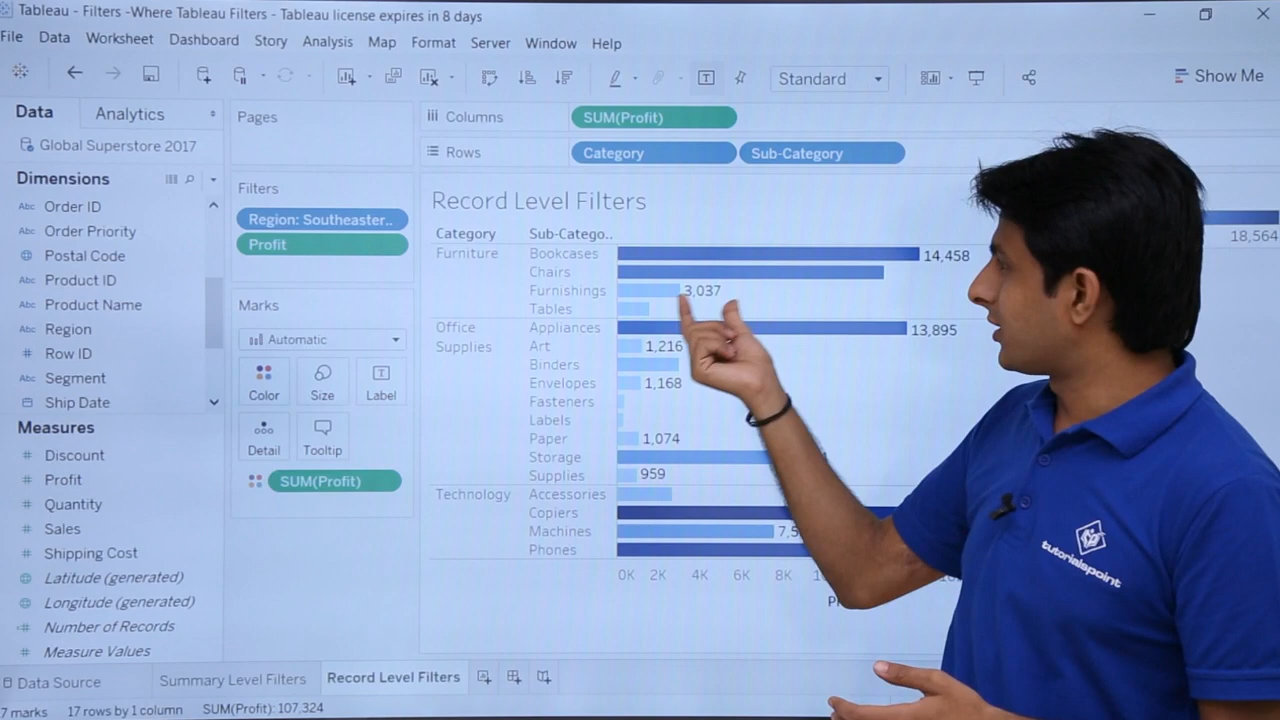 Tableau - Filters -Where Tableau Filters - Tableau license expires in 8 days
File Data Worksheet Dashboard Story Analysis Map Format Server Window Help
Standard
Show Me
Data
Analytics
Global Superstore 2017
Dimensions
Abc Order ID
Abc Order Priority
Postal Code
Abc Product ID
Abc Product Name
Abc Region
# Row ID
Abc Segment
Ship Date
Measures
# Discount
# Profit
# Quantity
# Sales
# Shipping Cost
Latitude (generated)
Longitude (generated)
Number of Records
# Measure Values
Pages
Filters
Region: Southeaster..
Profit
Marks
Automatic
Color Size Label
Detail Tooltip
SUM(Profit)
Columns SUM(Profit)
Rows Category Sub-Category
Record Level Filters
Category Sub-Catego..
Furniture Bookcases 14,458
Chairs
Furnishings 3,037
Tables
Office Supplies Appliances 13,895
Art 1,216
Binders
Envelopes 1,168
Fasteners
Labels
Paper 1,074
Storage
Supplies 959
Technology Accessories
Copiers
Machines
Phones
0K 2K 4K 6K 8K
18,564
tutorialspoint
Data Source Summary Level Filters Record Level Filters
7 marks 17 rows by 1 column SUM(Profit): 107,324